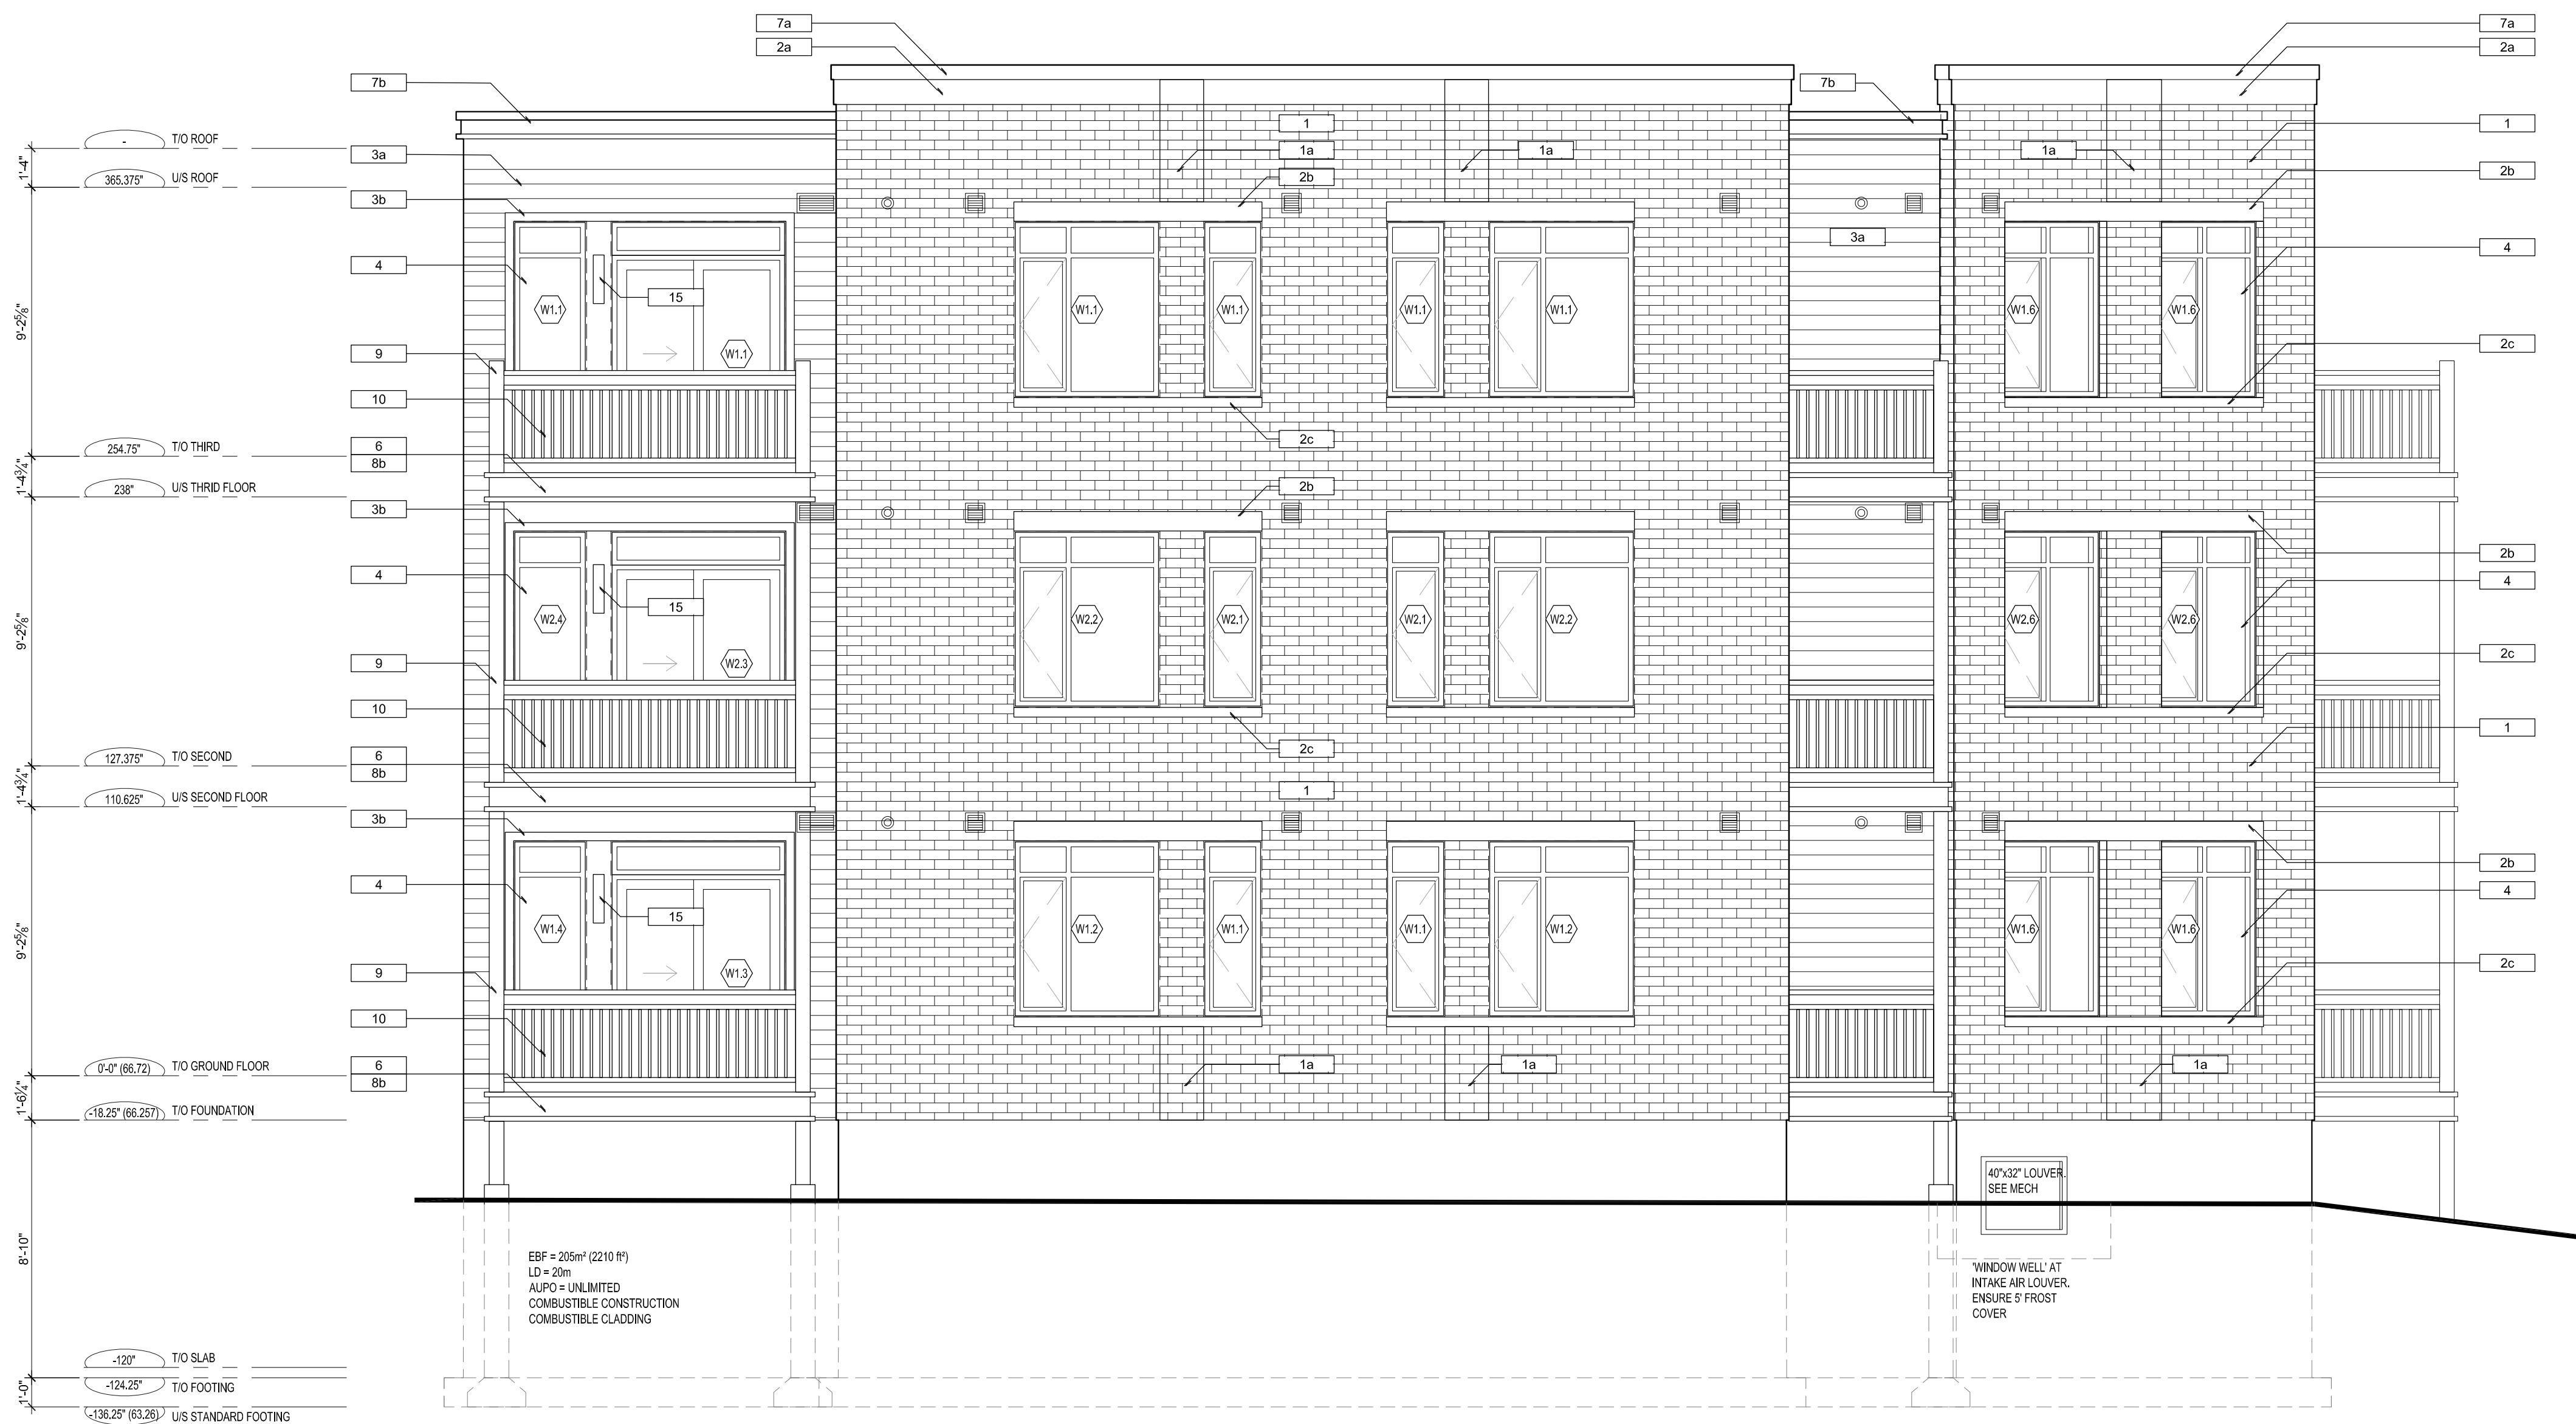 7a
7a
2a
2a
7b
7b
1
1
- T/O ROOF
3a
1a
1a
1a
1'-4"
365.375" U/S ROOF
2b
2b
3b
3a
4
4
15
W1.1
W1.1
W1.1
W1.1
W1.1
W1.6
W1.6
9'-2⅝"
9
W1.1
2c
10
2c
6
8b
254.75" T/O THIRD
1'-4¾"
238" U/S THRID FLOOR
2b
3b
2b
4
4
15
W2.4
W2.2
W2.1
W2.1
W2.2
W2.6
W2.6
9'-2⅝"
9
W2.3
2c
10
1
2c
6
8b
127.375" T/O SECOND
1'-4¾"
110.625" U/S SECOND FLOOR
1
3b
2b
4
4
15
W1.4
W1.2
W1.1
W1.1
W1.2
W1.6
W1.6
9'-2⅝"
9
W1.3
2c
10
6
8b
1a
1a
1a
0'-0" (66.72) T/O GROUND FLOOR
1'-6¼"
-18.25" (66.257) T/O FOUNDATION
40"x32" LOUVER.
SEE MECH
8'-10"
EBF = 205m² (2210 ft²)
LD = 20m
AUPO = UNLIMITED
COMBUSTIBLE CONSTRUCTION
COMBUSTIBLE CLADDING
'WINDOW WELL' AT
INTAKE AIR LOUVER.
ENSURE 5' FROST
COVER
-120" T/O SLAB
-124.25" T/O FOOTING
1'-0"
-136.25" (63.26) U/S STANDARD FOOTING